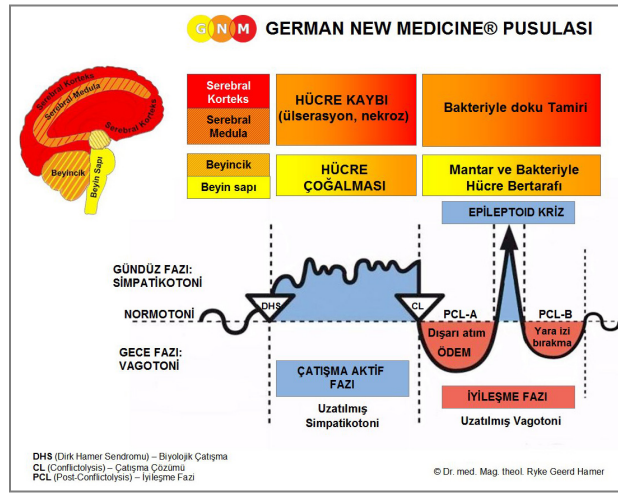 G N M GERMAN NEW MEDICINE® PUSULASI
Serebral Korteks
Serebral Medula
Serebral Korteks
Beyincik
Beyin Sapı
Serebral
Korteks
Serebral
Medula
HÜCRE KAYBI
(ülserasyon, nekroz)
Bakteriyle doku Tamiri
Beyincik
Beyin sapı
HÜCRE
ÇOĞALMASI
Mantar ve Bakteriyle
Hücre Bertarafı
EPİLEPTOID KRİZ
GÜNDÜZ FAZI:
SİMPATİKOTONİ
NORMOTONİ
GECE FAZI:
VAGOTONİ
DHS
CL
PCL-A
PCL-B
Dışarı atım
ÖDEM
Yara izi
bırakma
ÇATIŞMA AKTİF
FAZI
Uzatılmış
Simpatikotoni
İYİLEŞME FAZI
Uzatılmış Vagotoni
DHS (Dirk Hamer Sendromu) – Biyolojik Çatışma
CL (Conflictolysis) – Çatışma Çözümü
PCL (Post-Conflictolysis) – İyileşme Fazi
© Dr. med. Mag. theol. Ryke Geerd Hamer